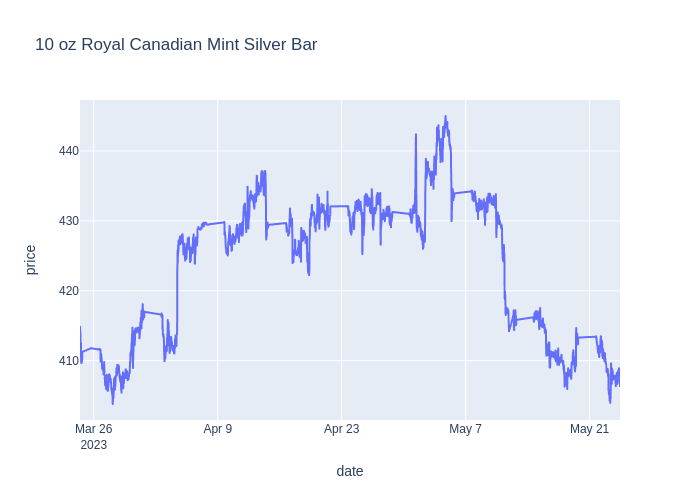 10 oz Royal Canadian Mint Silver Bar
price
440
430
420
410
Mar 26
2023
Apr 9
Apr 23
May 7
May 21
date